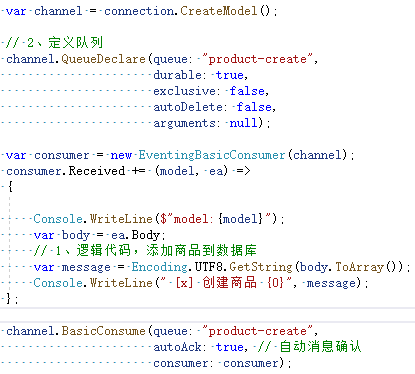 var channel = connection.CreateModel();
// 2、定义队列
channel.QueueDeclare(queue: "product-create",
durable: true,
exclusive: false,
autoDelete: false,
arguments: null);
var consumer = new EventingBasicConsumer(channel);
consumer.Received += (model, ea) =>
{
Console.WriteLine($"model:{model}");
var body = ea.Body;
// 1、逻辑代码，添加商品到数据库
var message = Encoding.UTF8.GetString(body.ToArray());
Console.WriteLine(" [x] 创建商品 {0}", message);
};
channel.BasicConsume(queue: "product-create",
autoAck: true, // 自动消息确认
consumer: consumer);